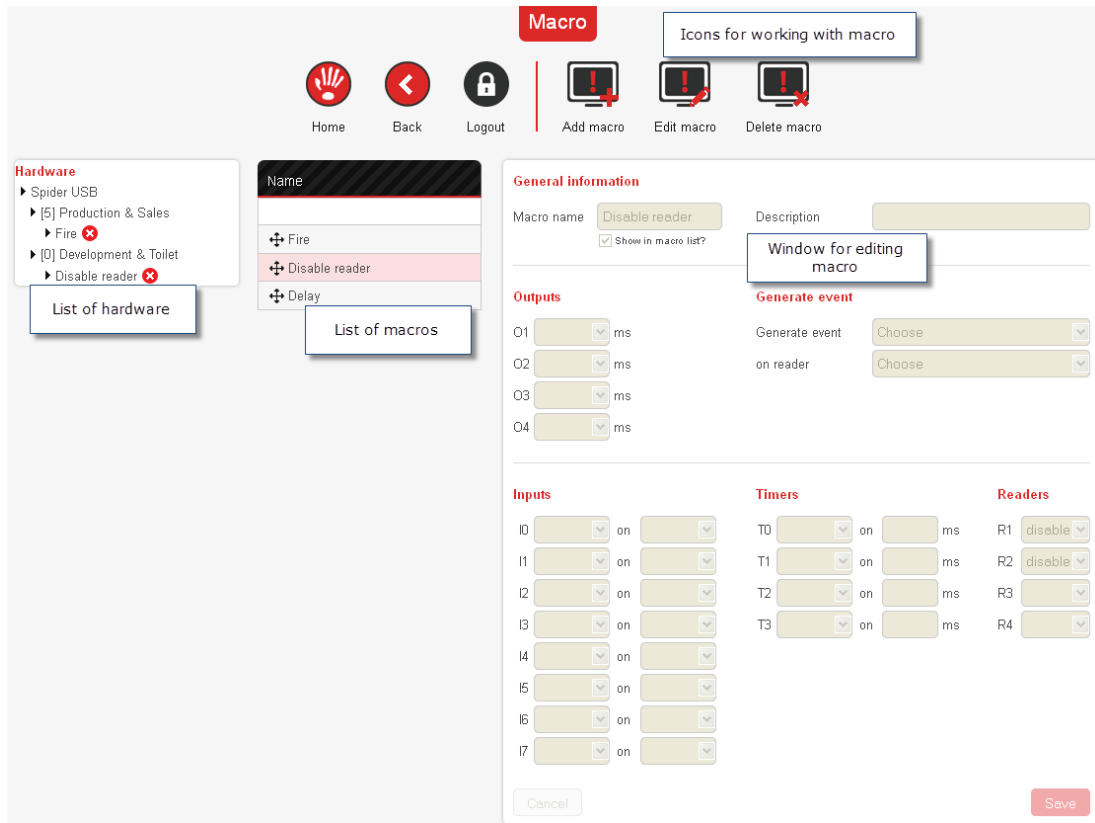 Macro
Icons for working with macro
Home
Back
Logout
Add macro
Edit macro
Delete macro
Hardware
Spider USB
[5] Production & Sales
Fire
[0] Development & Toilet
Disable reader
List of hardware
Name
Fire
Disable reader
Delay
List of macros
General information
Macro name Disable reader Description
Show in macro list?
Window for editing
macro
Outputs
O1 ms
O2 ms
O3 ms
O4 ms
Generate event
Generate event Choose
on reader Choose
Inputs
I0 on
I1 on
I2 on
I3 on
I4 on
I5 on
I6 on
I7 on
Timers
T0 on ms
T1 on ms
T2 on ms
T3 on ms
Readers
R1 disable
R2 disable
R3
R4
Cancel
Save